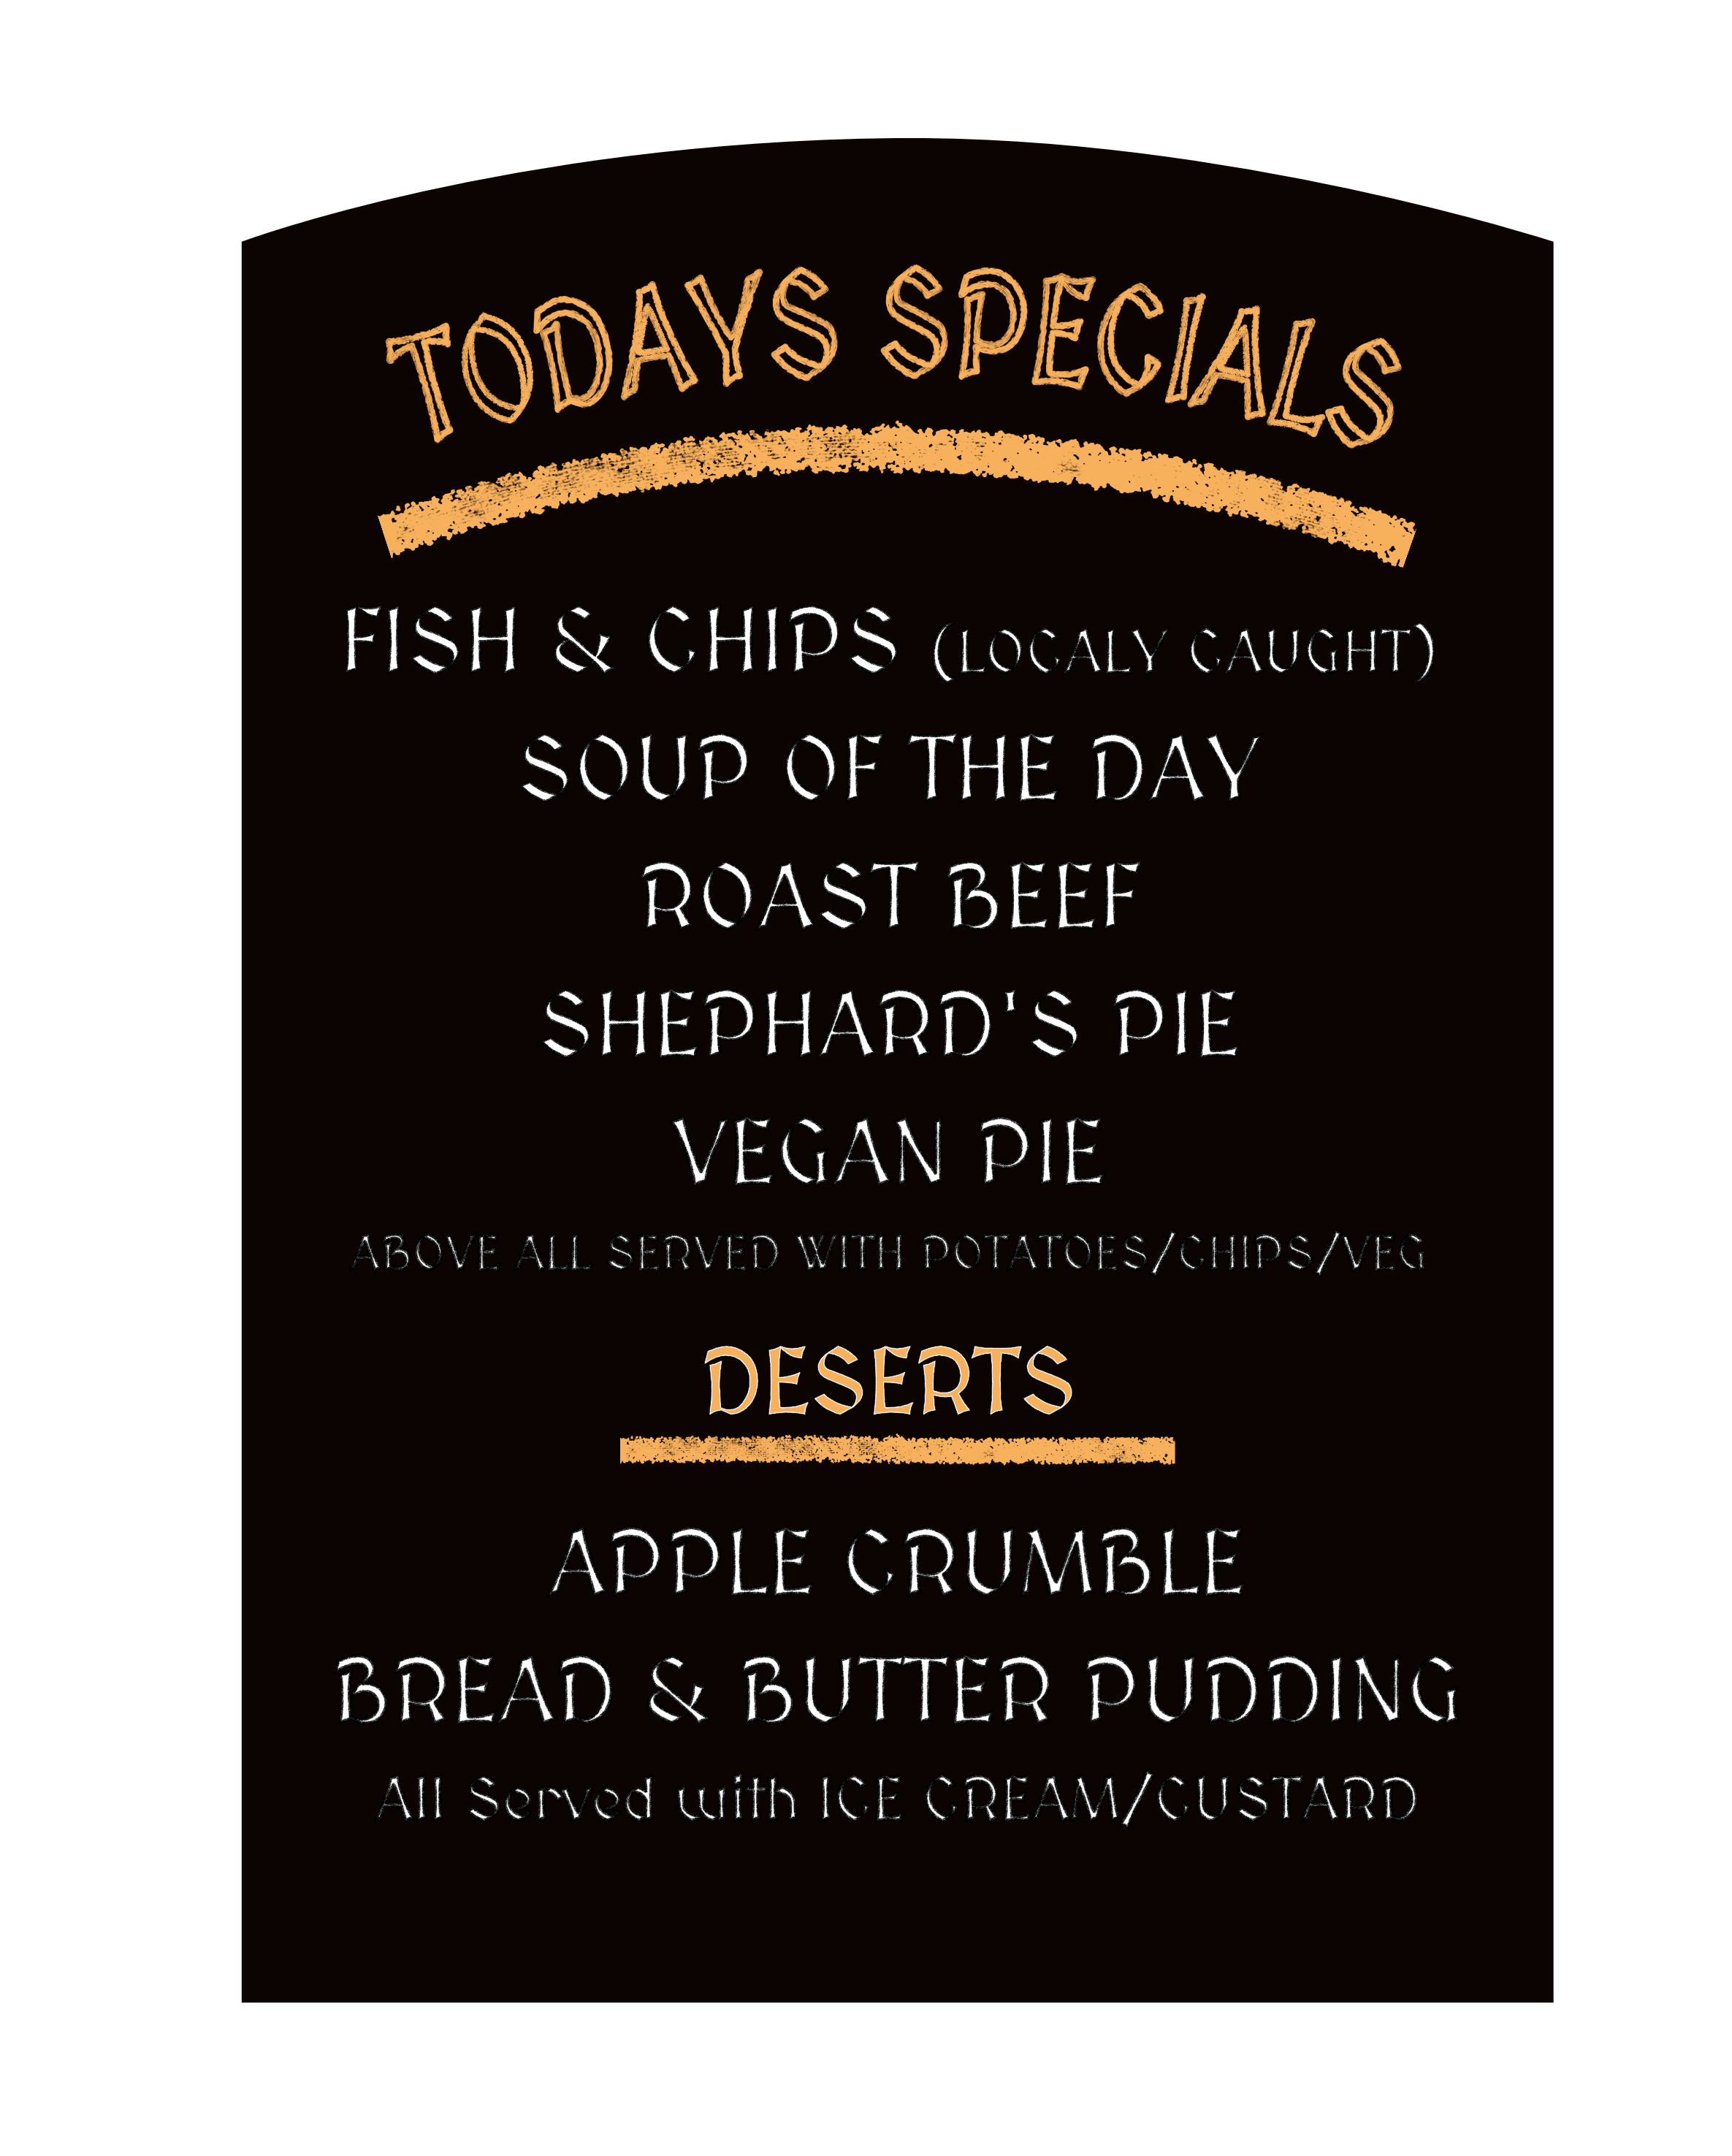 TODAYS SPECIALS
FISH & CHIPS (LOCALY CAUGHT)
SOUP OF THE DAY
ROAST BEEF
SHEPHARD'S PIE
VEGAN PIE
ABOVE ALL SERVED WITH POTATOES/CHIPS/VEG
DESERTS
APPLE CRUMBLE
BREAD & BUTTER PUDDING
All Served with ICE CREAM/CUSTARD